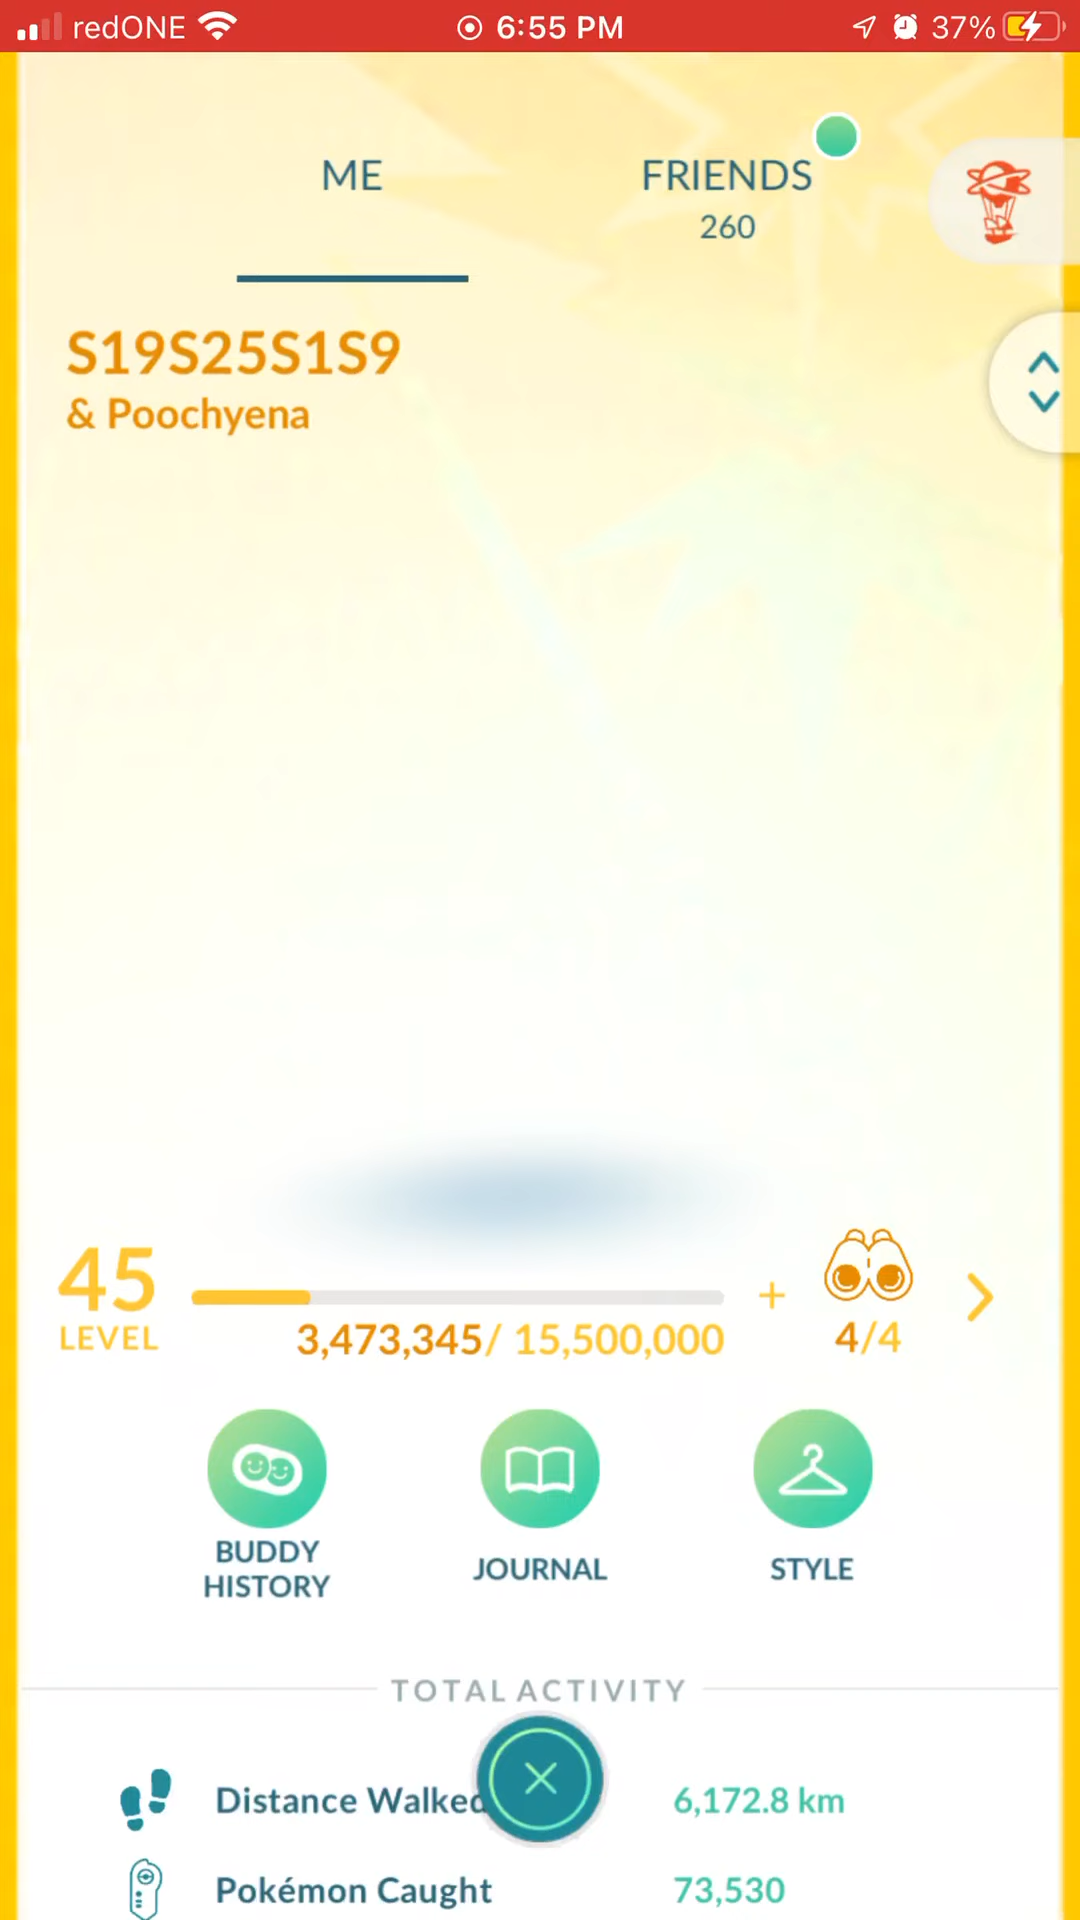 redONE 6:55 PM 37%
ME FRIENDS
260
S19S25S1S9
& Poochyena
45
LEVEL
3,473,345/ 15,500,000
+ 4/4
BUDDY HISTORY
JOURNAL
STYLE
TOTAL ACTIVITY
Distance Walked 6,172.8 km
Pokémon Caught 73,530